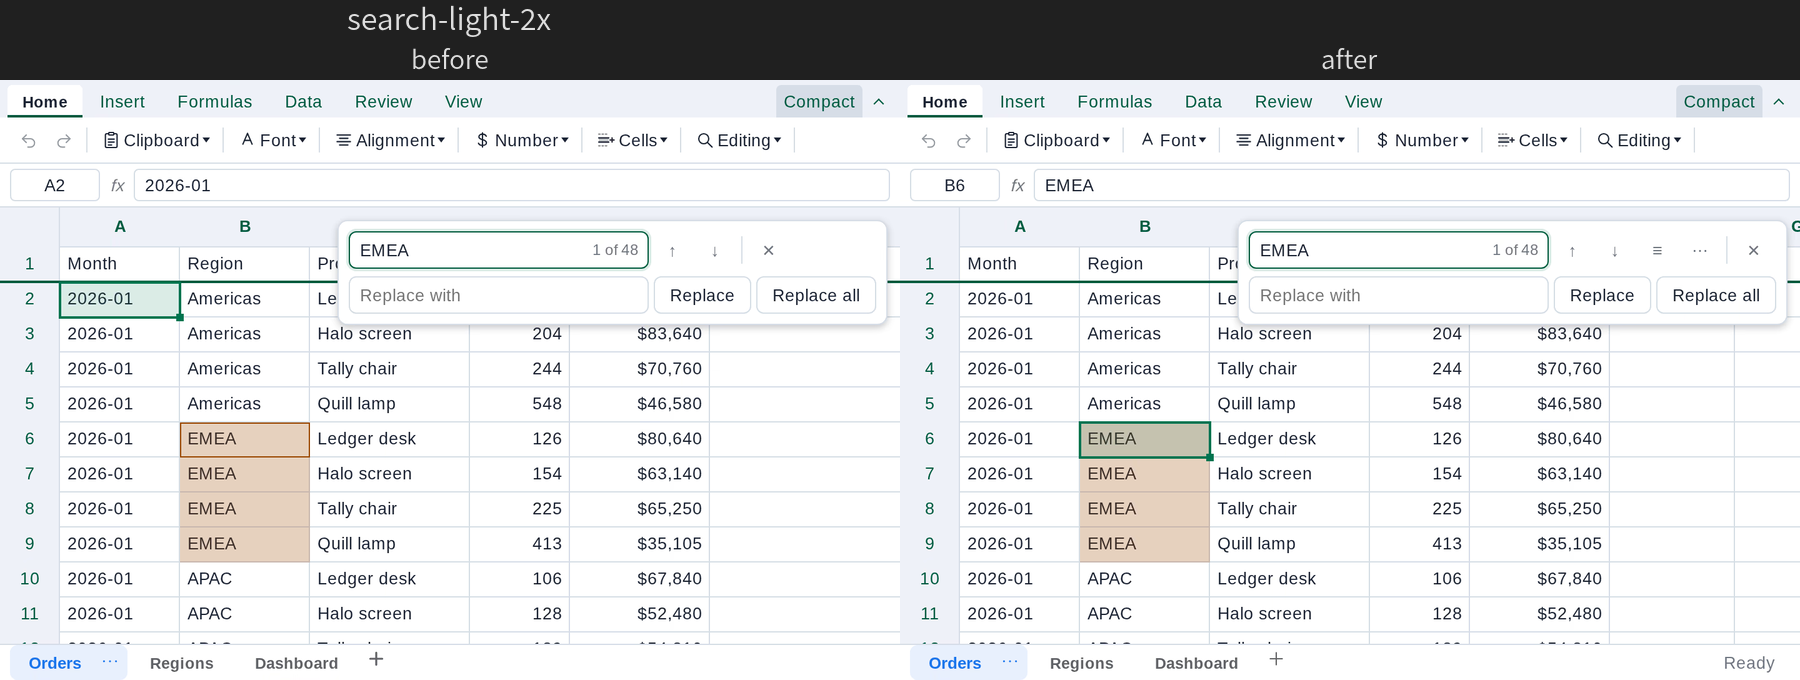 search-light-2x
before
after
Home Insert Formulas Data Review View Compact
Clipboard Font Alignment $ Number Cells Editing
A2 fx 2026-01
A B
EMEA 1 of 48 ↑ ↓ ✕
Replace with Replace Replace all
1 Month Region Pr
2 2026-01 Americas Le
3 2026-01 Americas Halo screen 204 $83,640
4 2026-01 Americas Tally chair 244 $70,760
5 2026-01 Americas Quill lamp 548 $46,580
6 2026-01 EMEA Ledger desk 126 $80,640
7 2026-01 EMEA Halo screen 154 $63,140
8 2026-01 EMEA Tally chair 225 $65,250
9 2026-01 EMEA Quill lamp 413 $35,105
10 2026-01 APAC Ledger desk 106 $67,840
11 2026-01 APAC Halo screen 128 $52,480
Orders ... Regions Dashboard +
Home Insert Formulas Data Review View Compact
Clipboard Font Alignment $ Number Cells Editing
B6 fx EMEA
A B
EMEA 1 of 48 ↑ ↓ ≡ ... ✕
Replace with Replace Replace all
1 Month Region Pr
2 2026-01 Americas Le
3 2026-01 Americas Halo screen 204 $83,640
4 2026-01 Americas Tally chair 244 $70,760
5 2026-01 Americas Quill lamp 548 $46,580
6 2026-01 EMEA Ledger desk 126 $80,640
7 2026-01 EMEA Halo screen 154 $63,140
8 2026-01 EMEA Tally chair 225 $65,250
9 2026-01 EMEA Quill lamp 413 $35,105
10 2026-01 APAC Ledger desk 106 $67,840
11 2026-01 APAC Halo screen 128 $52,480
Orders ... Regions Dashboard + Ready